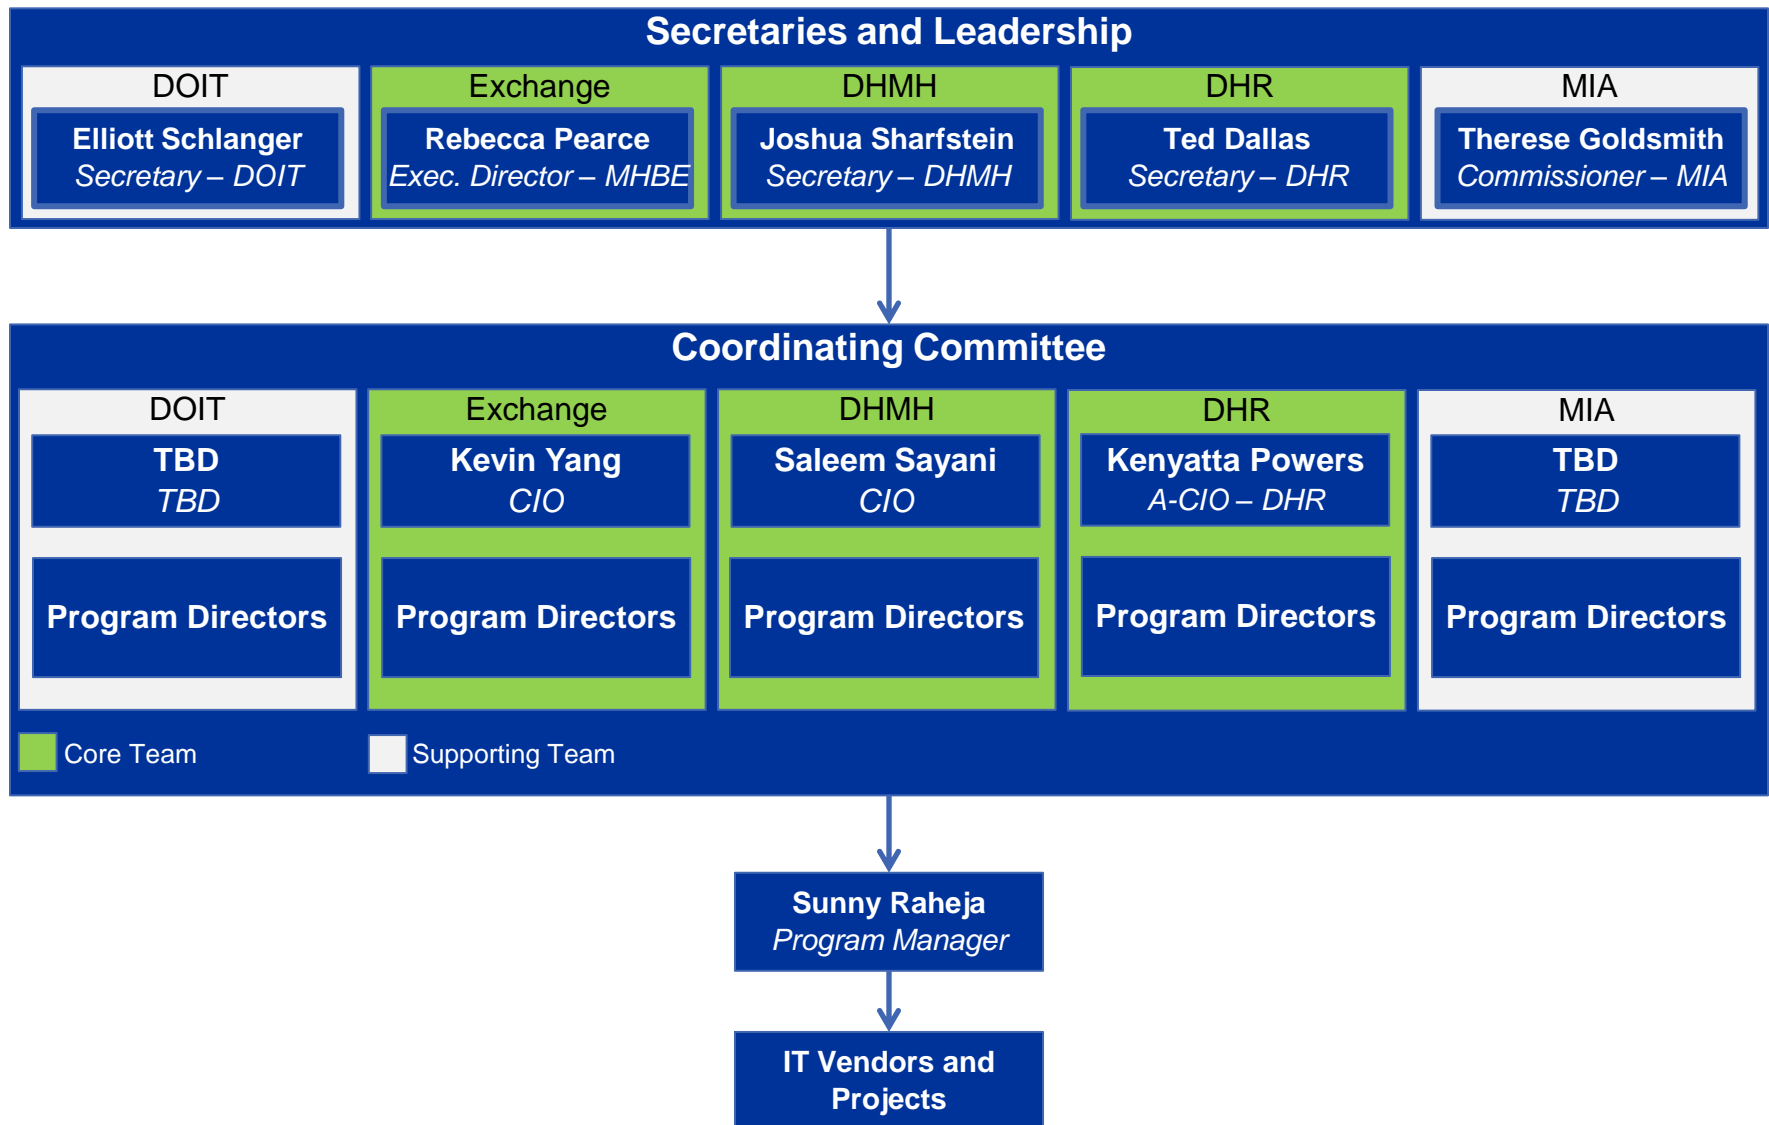 Secretaries and Leadership
DOIT
Elliott Schlanger
Secretary – DOIT
Exchange
Rebecca Pearce
Exec. Director – MHBE
DHMH
Joshua Sharfstein
Secretary – DHMH
DHR
Ted Dallas
Secretary – DHR
MIA
Therese Goldsmith
Commissioner – MIA
Coordinating Committee
DOIT
TBD
TBD
Program Directors
Exchange
Kevin Yang
CIO
Program Directors
DHMH
Saleem Sayani
CIO
Program Directors
DHR
Kenyatta Powers
A-CIO – DHR
Program Directors
MIA
TBD
TBD
Program Directors
Core Team
Supporting Team
Sunny Raheja
Program Manager
IT Vendors and
Projects